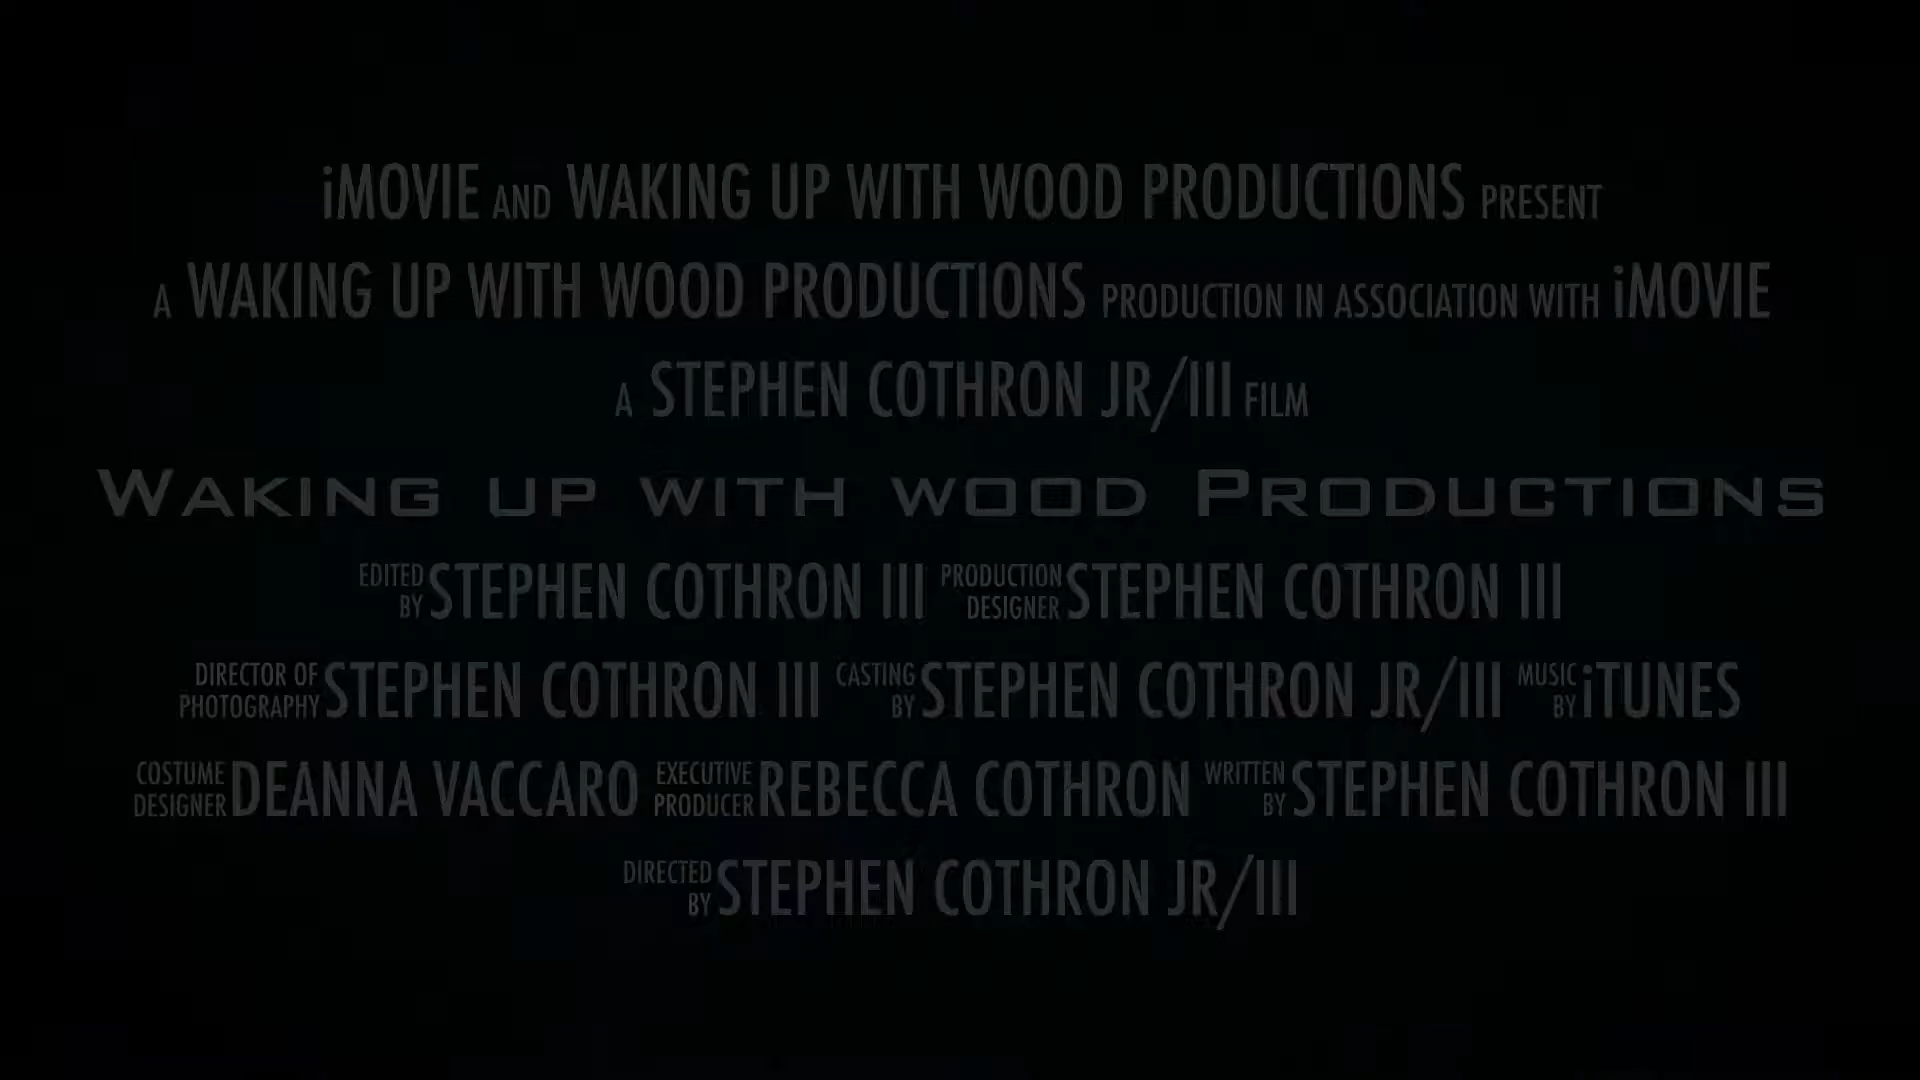 iMOVIE AND WAKING UP WITH WOOD PRODUCTIONS PRESENT
A WAKING UP WITH WOOD PRODUCTIONS PRODUCTION IN ASSOCIATION WITH iMOVIE
A STEPHEN COTHRON JR/III FILM
WAKING UP WITH WOOD PRODUCTIONS
EDITED BY STEPHEN COTHRON III PRODUCTION DESIGNER STEPHEN COTHRON III
DIRECTOR OF PHOTOGRAPHY STEPHEN COTHRON III CASTING BY STEPHEN COTHRON JR/III MUSIC BY iTUNES
COSTUME DESIGNER DEANNA VACCARO EXECUTIVE PRODUCER REBECCA COTHRON WRITTEN BY STEPHEN COTHRON III
DIRECTED BY STEPHEN COTHRON JR/III